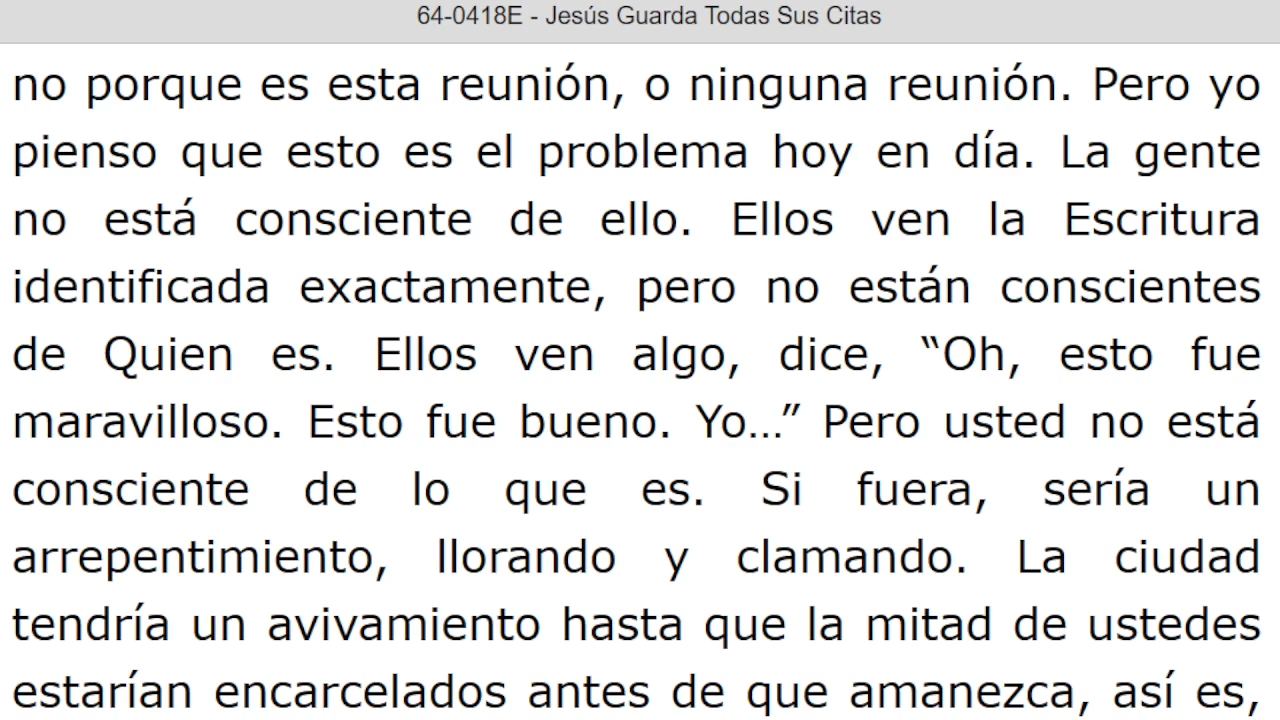 64-0418E - Jesús Guarda Todas Sus Citas
no porque es esta reunión, o ninguna reunión. Pero yo
pienso que esto es el problema hoy en día. La gente
no está consciente de ello. Ellos ven la Escritura
identificada exactamente, pero no están conscientes
de Quien es. Ellos ven algo, dice, “Oh, esto fue
maravilloso. Esto fue bueno. Yo…” Pero usted no está
consciente de lo que es. Si fuera, sería un
arrepentimiento, llorando y clamando. La ciudad
tendría un avivamiento hasta que la mitad de ustedes
estarían encarcelados antes de que amanezca, así es,